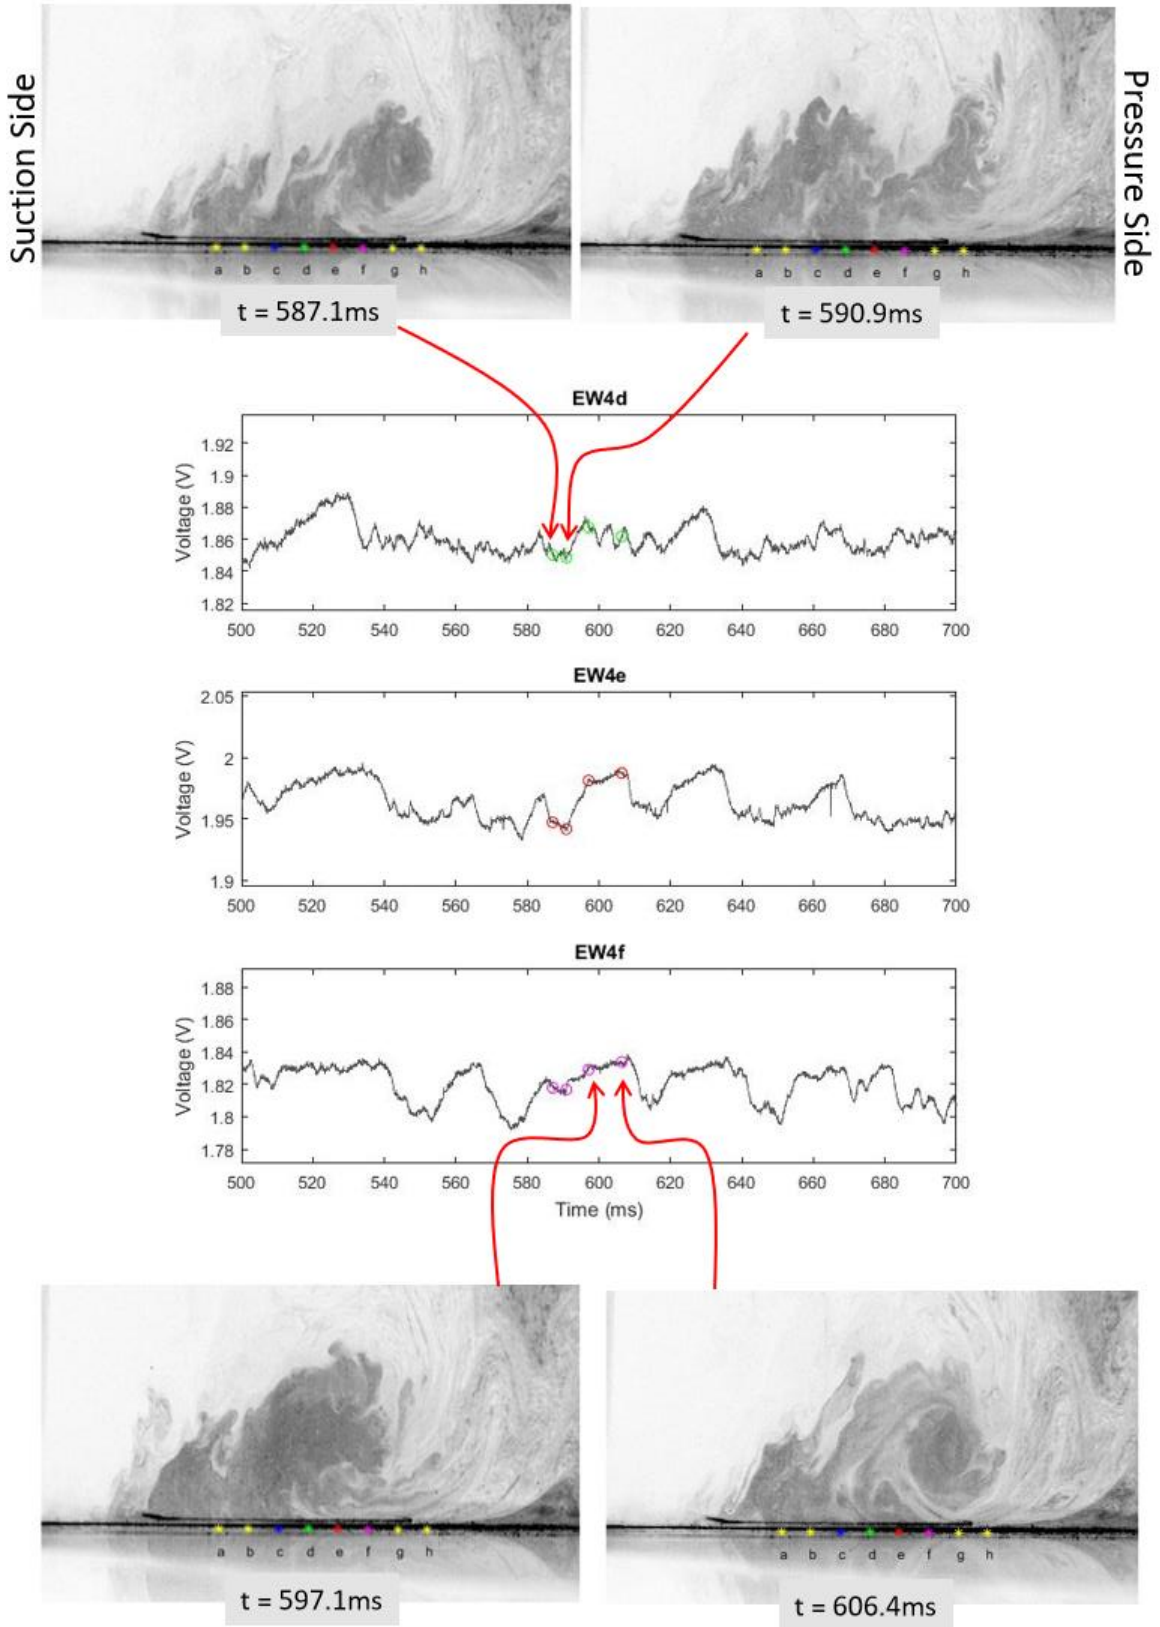 Suction Side
Pressure Side
a b c d e f g h
a b c d e f g h
t = 587.1ms
t = 590.9ms
EW4d
Voltage (V)
1.92
1.9
1.88
1.86
1.84
1.82
500 520 540 560 580 600 620 640 660 680 700
EW4e
Voltage (V)
2.05
2
1.95
1.9
500 520 540 560 580 600 620 640 660 680 700
EW4f
Voltage (V)
1.88
1.86
1.84
1.82
1.8
1.78
500 520 540 560 580 600 620 640 660 680 700
Time (ms)
a b c d e f g h
a b c d e f g h
t = 597.1ms
t = 606.4ms